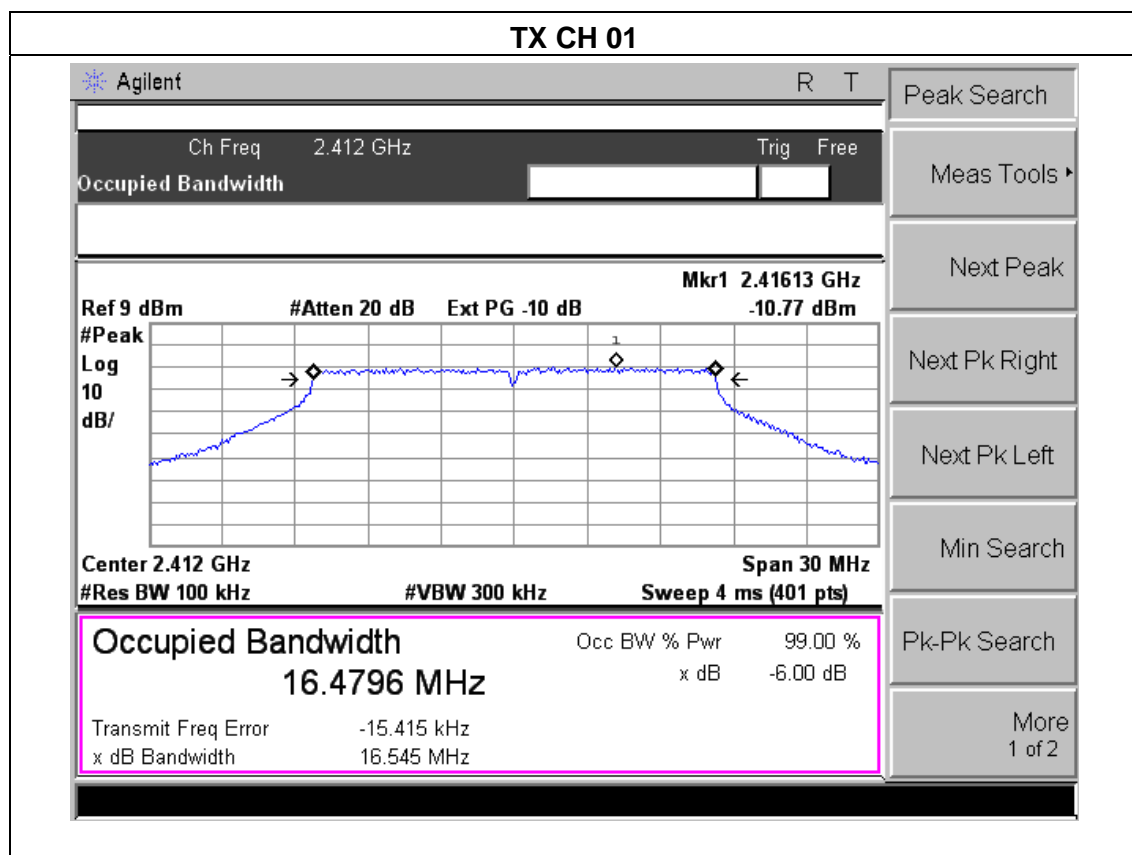 TX CH 01
Agilent R T
Peak Search
Ch Freq 2.412 GHz Trig Free
Occupied Bandwidth
Meas Tools
Next Peak
Mkr1 2.41613 GHz
Ref 9 dBm #Atten 20 dB Ext PG -10 dB -10.77 dBm
#Peak
Log
10
dB/
1
Next Pk Right
Next Pk Left
Min Search
Center 2.412 GHz Span 30 MHz
#Res BW 100 kHz #VBW 300 kHz Sweep 4 ms (401 pts)
Occupied Bandwidth Occ BW % Pwr 99.00 %
16.4796 MHz x dB -6.00 dB
Pk-Pk Search
Transmit Freq Error -15.415 kHz
x dB Bandwidth 16.545 MHz
More
1 of 2